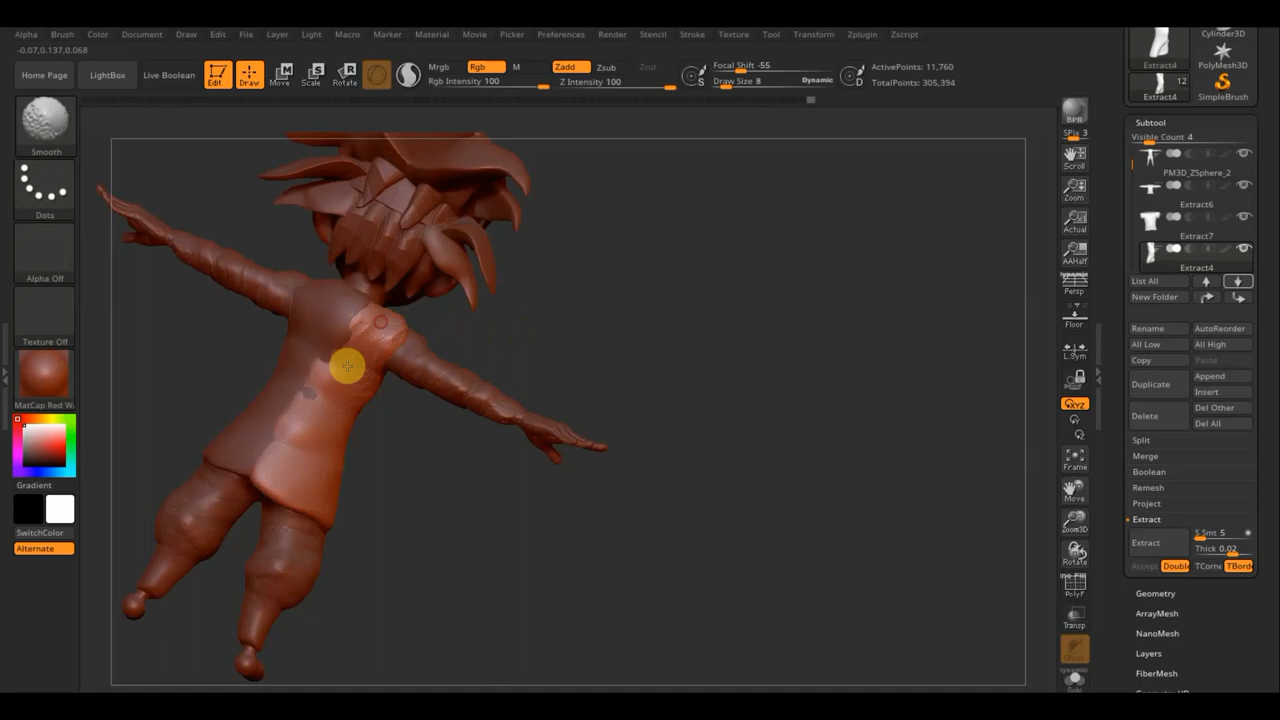 Alpha Brush Color Document Draw Edit File Layer Light Macro Marker Material Movie Picker Preferences Render Stencil Stroke Texture Tool Transform Zplugin Zscript
-0.07,0.137,0.068
Home Page LightBox Live Boolean Edit Draw Move Scale Rotate
Mrgb Rgb M Zadd Zsub Zcut
Rgb Intensity 100 Z Intensity 100
Focal Shift -55
Draw Size 8 Dynamic
ActivePoints: 11,760
TotalPoints: 305,394
Smooth
Dots
Alpha Off
Texture Off
MatCap Red Wa
Gradient
SwitchColor
Alternate
BPR
SPix 3
Scroll
Zoom
Actual
AAHalf
Dynamic
Persp
Floor
L.Sym
XYZ
Y
Z
Frame
Move
Zoom3D
Rotate
PolyF
Transp
Dynamic
Solo
Cylinder3D
Extract4 PolyMesh3D
12
Extract4 SimpleBrush
Subtool
Visible Count 4
PM3D_ZSphere_2
Extract6
Extract7
Extract4
List All
New Folder
Rename AutoReorder
All Low All High
Copy Paste
Duplicate Append
Insert
Delete Del Other
Del All
Split
Merge
Boolean
Remesh
Project
Extract
Extract S Smt 5
Thick 0.02
Accept Double TCorne TBorde
Geometry
ArrayMesh
NanoMesh
Layers
FiberMesh